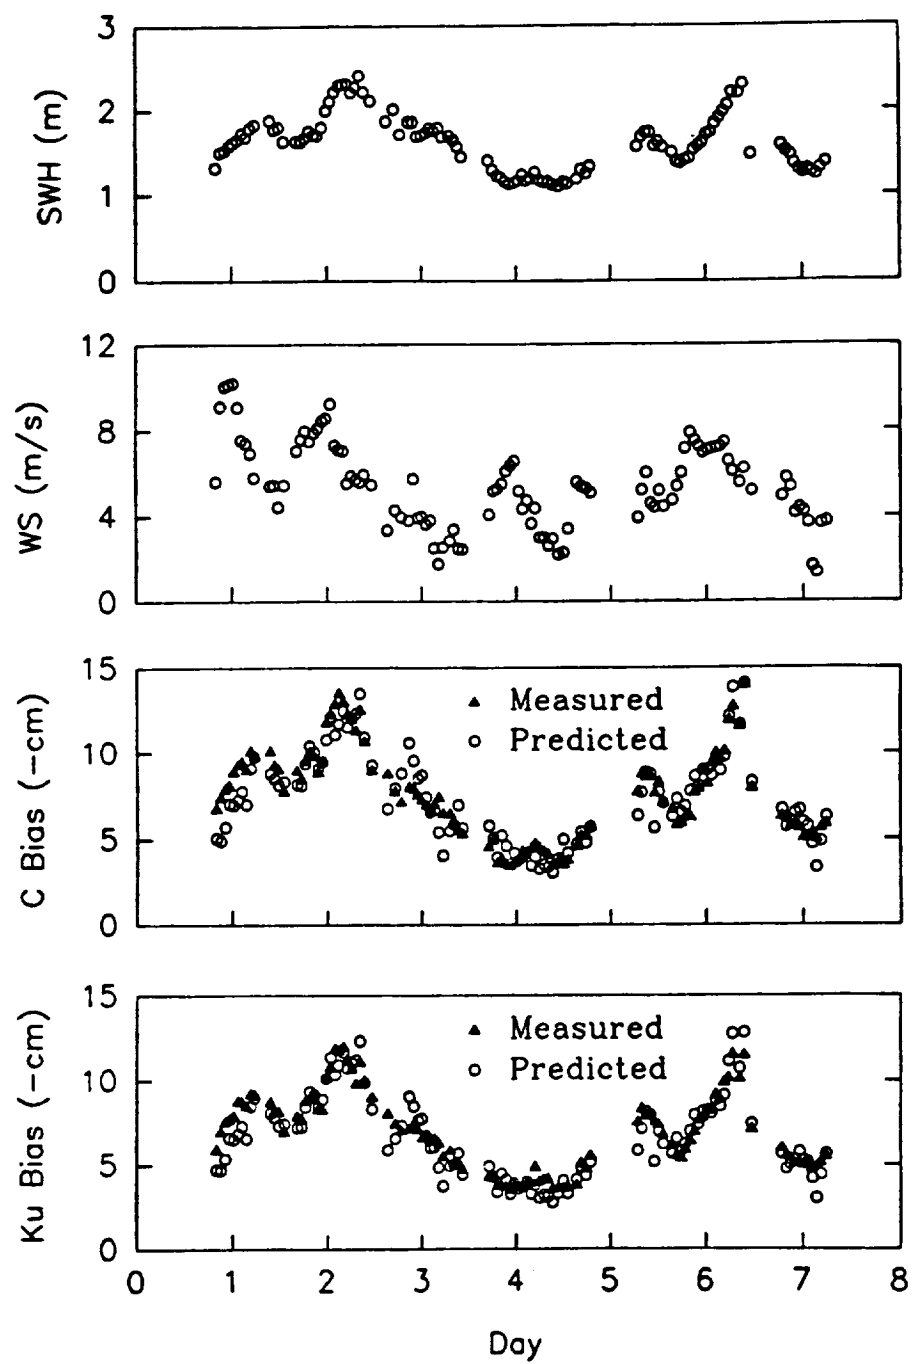 3
2
1
0
SWH (m)
12
8
4
0
WS (m/s)
15
10
5
0
C Bias (-cm)
Measured
Predicted
15
10
5
0
Ku Bias (-cm)
Measured
Predicted
0 1 2 3 4 5 6 7 8
Day